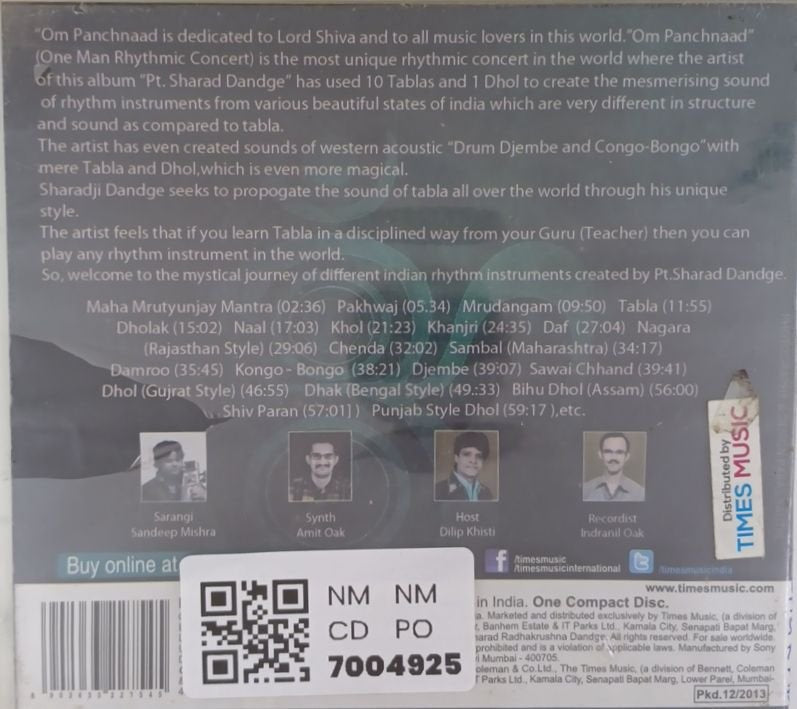 "Om Panchnaad is dedicated to Lord Shiva and to all music lovers in this world."Om Panchnaad"
(One Man Rhythmic Concert) is the most unique rhythmic concert in the world where the artist
of this album "Pt. Sharad Dandge" has used 10 Tablas and 1 Dhol to create the mesmerising sound
of rhythm instruments from various beautiful states of india which are very different in structure
and sound as compared to tabla.
The artist has even created sounds of western acoustic "Drum Djembe and Congo-Bongo"with
mere Tabla and Dhol,which is even more magical.
Sharadji Dandge seeks to propogate the sound of tabla all over the world through his unique
style.
The artist feels that if you learn Tabla in a disciplined way from your Guru (Teacher) then you can
play any rhythm instrument in the world.
So, welcome to the mystical journey of different indian rhythm instruments created by Pt.Sharad Dandge.
Maha Mrutyunjay Mantra (02:36) Pakhwaj (05.34) Mrudangam (09:50) Tabla (11:55)
Dholak (15:02) Naal (17:03) Khol (21:23) Khanjri (24:35) Daf (27:04) Nagara
(Rajasthan Style) (29:06) Chenda (32:02) Sambal (Maharashtra) (34:17)
Damroo (35:45) Kongo - Bongo (38:21) Djembe (39:07) Sawai Chhand (39:41)
Dhol (Gujrat Style) (46:55) Dhak (Bengal Style) (49.:33) Bihu Dhol (Assam) (56:00)
Shiv Paran (57:01] ) Punjab Style Dhol (59:17 ),etc.
Distributed by
TIMES MUSIC
Sarangi
Sandeep Mishra
Synth
Amit Oak
Host
Dilip Khisti
Recordist
Indranil Oak
Buy online at
/timesmusic
/timesmusicinternational
/timesmusicindia
www.timesmusic.com
NM NM
CD PO
7004925
in India. One Compact Disc.
a. Marketed and distributed exclusively by Times Music, (a division of
r, Banhem Estate & IT Parks Ltd., Kamala City, Senapati Bapat Marg,
harad Radhakrushna Dandge. All rights reserved. For sale worldwide.
prohibited and is a violation of applicable laws. Manufactured by Sony
i Mumbai - 400705.
oleman & Co.Ltd., The Times Music, (a division of Bennett, Coleman
T Parks Ltd., Kamala City, Senapati Bapat Marg, Lower Parel, Mumbai-
Pkd.12/2013